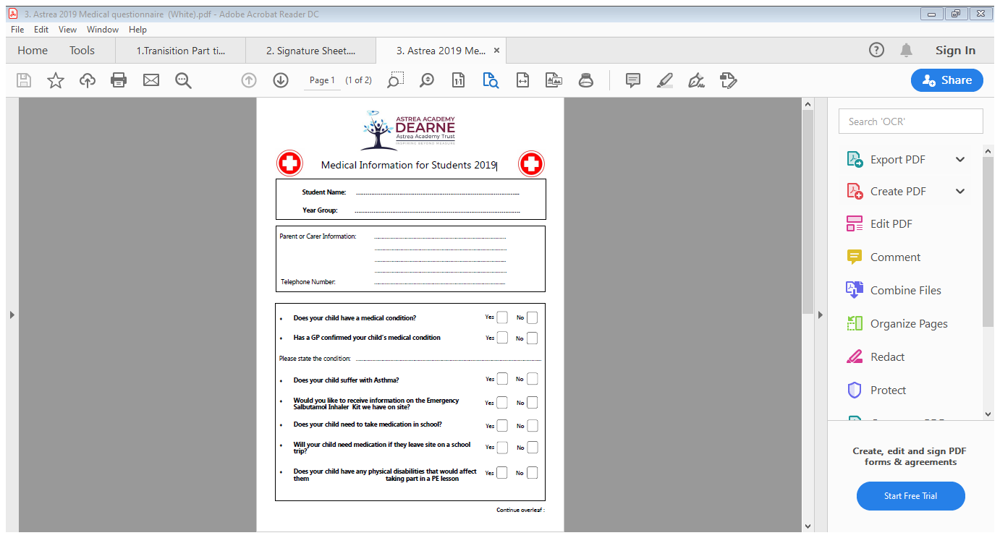 3. Astrea 2019 Medical questionnaire (White).pdf - Adobe Acrobat Reader DC
File Edit View Window Help
Home Tools 1.Tranisition Part ti... 2. Signature Sheet.... 3. Astrea 2019 Me... × Sign In
Page 1 (1 of 2) Share
ASTREA ACADEMY
DEARNE
Astrea Academy Trust
INSPIRING BEYOND MEASURE
Medical Information for Students 2019
Student Name:
Year Group:
Parent or Carer Information:
Telephone Number:
Does your child have a medical condition? Yes No
Has a GP confirmed your child's medical condition Yes No
Please state the condition:
Does your child suffer with Asthma? Yes No
Would you like to receive information on the Emergency
Salbutamol Inhaler Kit we have on site? Yes No
Does your child need to take medication in school? Yes No
Will your child need medication if they leave site on a school
trip? Yes No
Does your child have any physical disabilities that would affect
them taking part in a PE lesson Yes No
Continue overleaf :
Search 'OCR'
Export PDF
Create PDF
Edit PDF
Comment
Combine Files
Organize Pages
Redact
Protect
Create, edit and sign PDF
forms & agreements
Start Free Trial